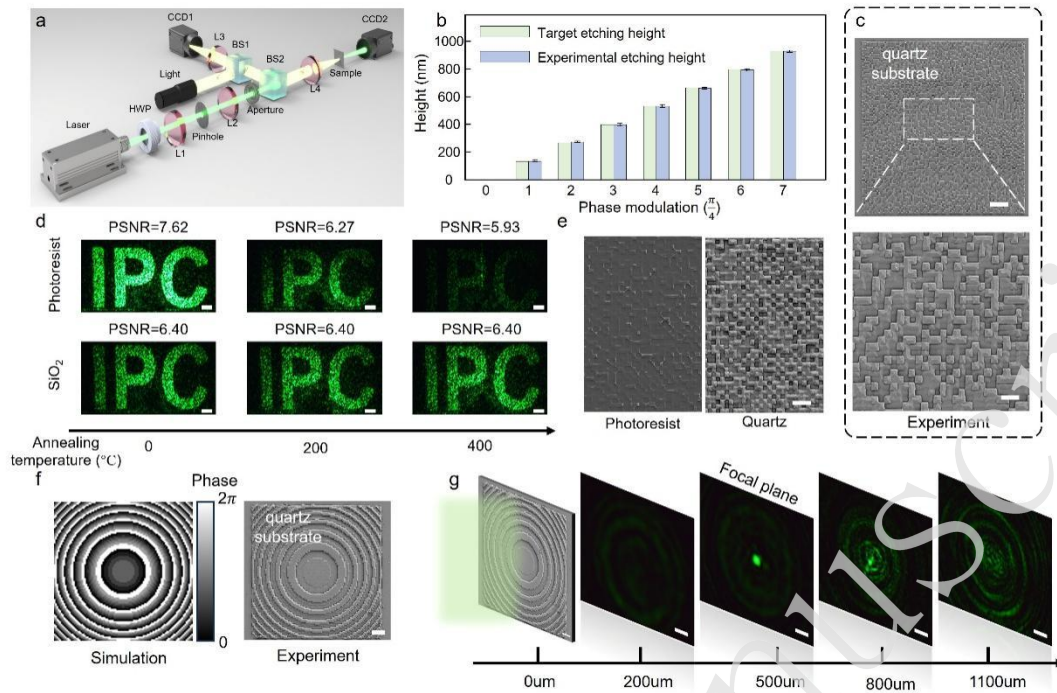 a
CCD1
CCD2
L3
BS1
BS2
Light
L4
Sample
HWP
Aperture
Laser
L2
Pinhole
L1
b
Target etching height
Experimental etching height
Height (nm)
1000
800
600
400
200
0
0 1 2 3 4 5 6 7
Phase modulation (π/4)
c
quartz
substrate
Experiment
d
PSNR=7.62 PSNR=6.27 PSNR=5.93
Photoresist
IPC IPC IPC
PSNR=6.40 PSNR=6.40 PSNR=6.40
SiO₂
IPC IPC IPC
Annealing
temperature (°C)
0 200 400
e
Photoresist Quartz
f
Phase
2π
0
quartz
substrate
Simulation Experiment
g
Focal plane
0um 200um 500um 800um 1100um